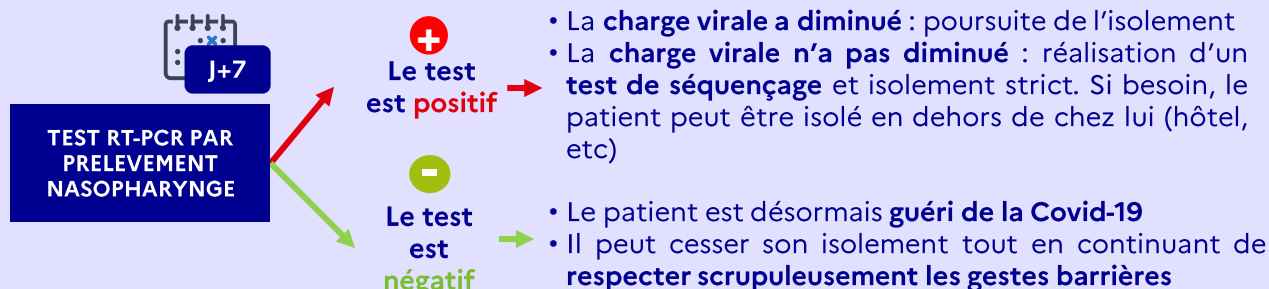 J+7
TEST RT-PCR PAR
PRELEVEMENT
NASOPHARYNGE
+
Le test
est positif
• La charge virale a diminué : poursuite de l'isolement
• La charge virale n'a pas diminué : réalisation d'un
test de séquençage et isolement strict. Si besoin, le
patient peut être isolé en dehors de chez lui (hôtel,
etc)
-
Le test
est
négatif
• Le patient est désormais guéri de la Covid-19
• Il peut cesser son isolement tout en continuant de
respecter scrupuleusement les gestes barrières